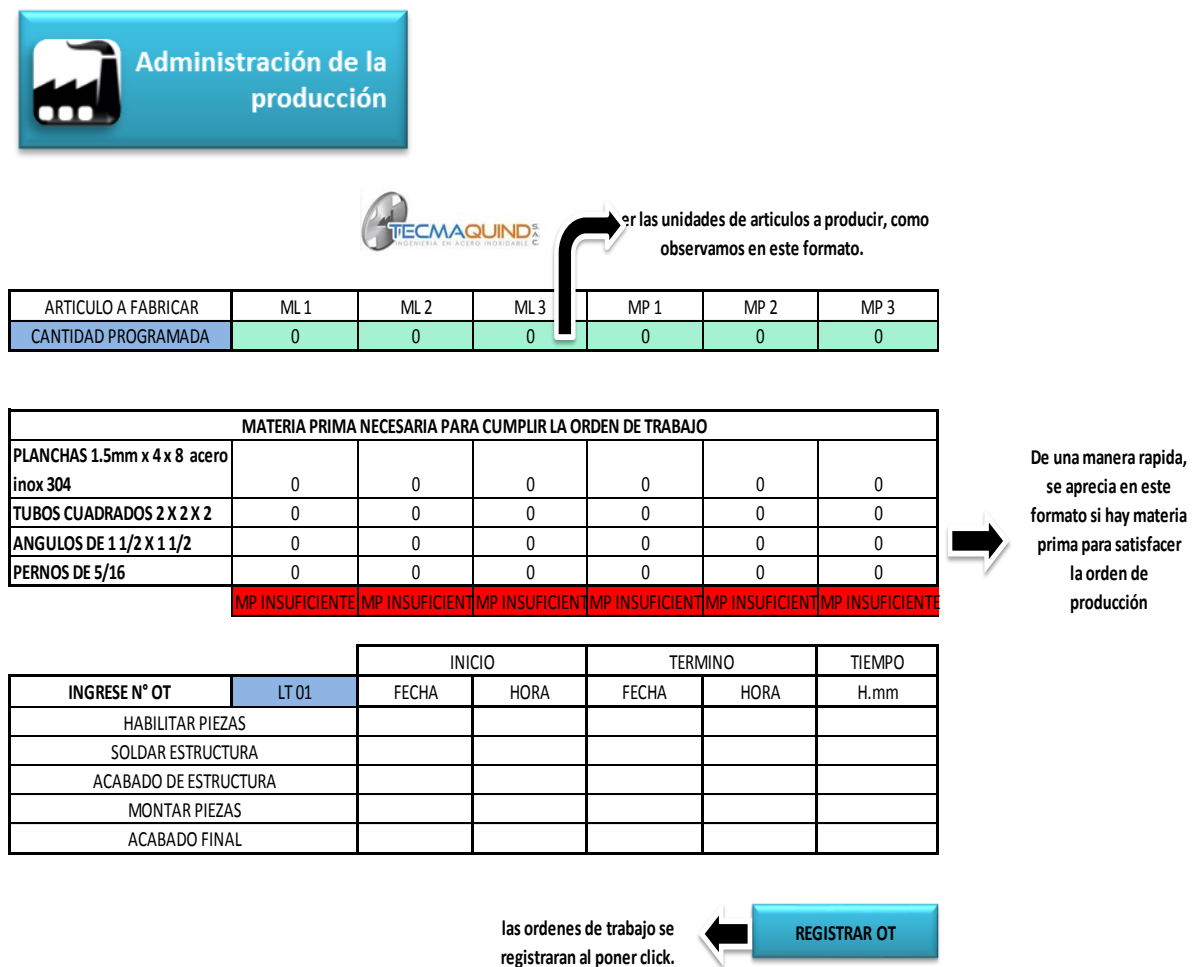 Administración de la
producción
TECMAQUIND S.A.C
INGENIERIA EN ACERO INOXIDABLE
er las unidades de articulos a producir, como
observamos en este formato.
ARTICULO A FABRICAR ML 1 ML 2 ML 3 MP 1 MP 2 MP 3
CANTIDAD PROGRAMADA 0 0 0 0 0 0
MATERIA PRIMA NECESARIA PARA CUMPLIR LA ORDEN DE TRABAJO
PLANCHAS 1.5mm x 4 x 8 acero
inox 304 0 0 0 0 0 0
TUBOS CUADRADOS 2 X 2 X 2 0 0 0 0 0 0
ANGULOS DE 1 1/2 X 1 1/2 0 0 0 0 0 0
PERNOS DE 5/16 0 0 0 0 0 0
MP INSUFICIENTE MP INSUFICIENT MP INSUFICIENT MP INSUFICIENT MP INSUFICIENT MP INSUFICIENTE
De una manera rapida,
se aprecia en este
formato si hay materia
prima para satisfacer
la orden de
producción
INICIO TERMINO TIEMPO
INGRESE N° OT LT 01 FECHA HORA FECHA HORA H.mm
HABILITAR PIEZAS
SOLDAR ESTRUCTURA
ACABADO DE ESTRUCTURA
MONTAR PIEZAS
ACABADO FINAL
las ordenes de trabajo se
registraran al poner click.
REGISTRAR OT